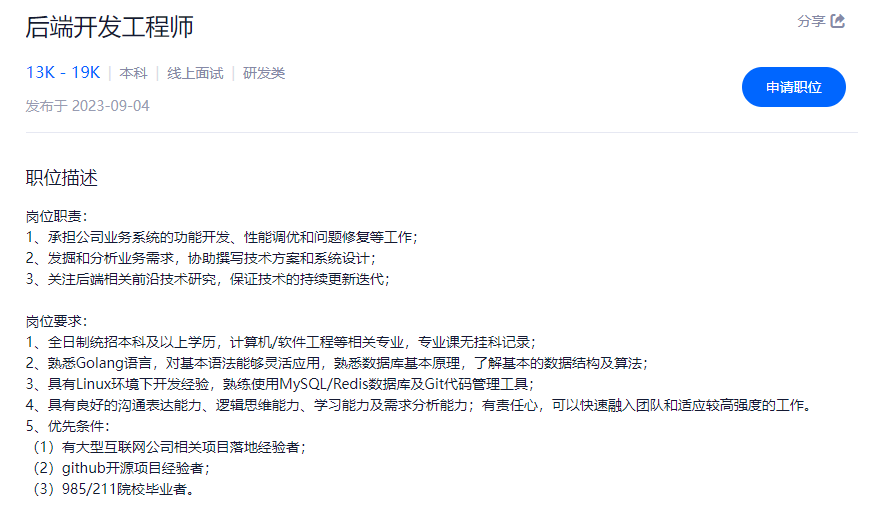 后端开发工程师
分享
13K - 19K | 本科 | 线上面试 | 研发类
申请职位
发布于 2023-09-04
职位描述
岗位职责：
1、承担公司业务系统的功能开发、性能调优和问题修复等工作；
2、发掘和分析业务需求，协助撰写技术方案和系统设计；
3、关注后端相关前沿技术研究，保证技术的持续更新迭代；
岗位要求：
1、全日制统招本科及以上学历，计算机/软件工程等相关专业，专业课无挂科记录；
2、熟悉Golang语言，对基本语法能够灵活应用，熟悉数据库基本原理，了解基本的数据结构及算法；
3、具有Linux环境下开发经验，熟练使用MySQL/Redis数据库及Git代码管理工具；
4、具有良好的沟通表达能力、逻辑思维能力、学习能力及需求分析能力；有责任心，可以快速融入团队和适应较高强度的工作。
5、优先条件：
（1）有大型互联网公司相关项目落地经验者；
（2）github开源项目经验者；
（3）985/211院校毕业者。